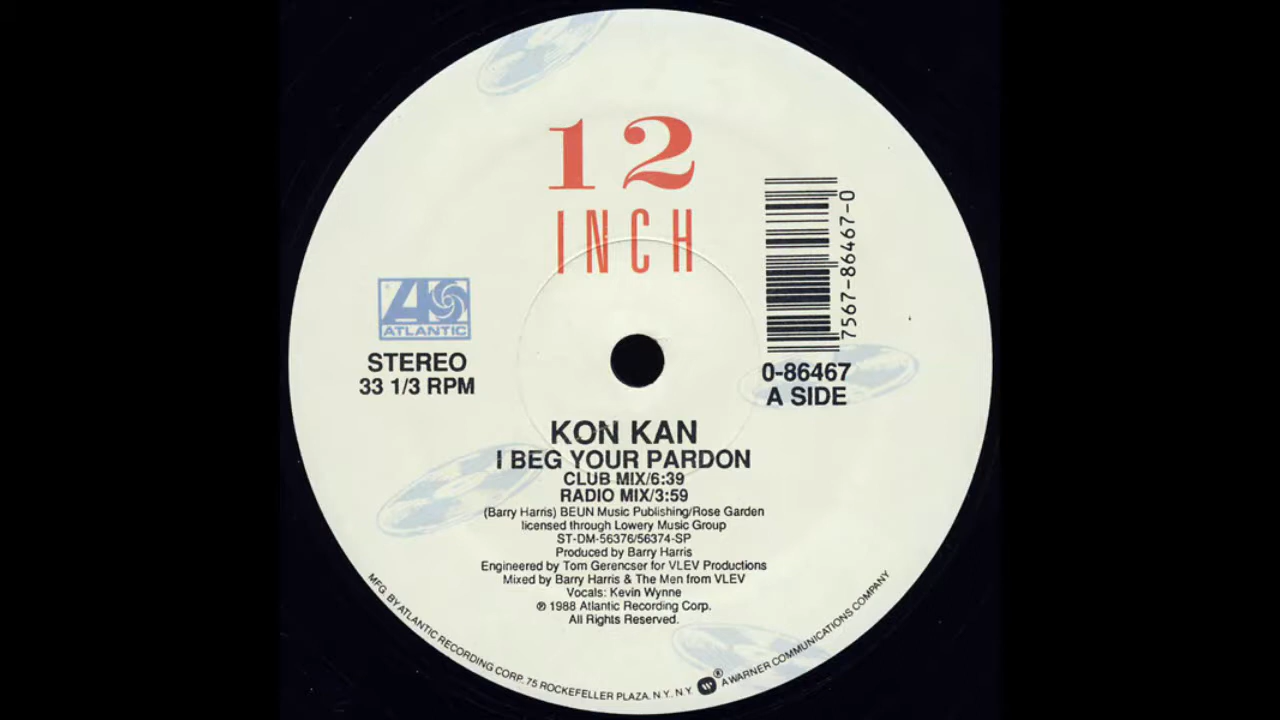 12
INCH
7567-86467-0
ATLANTIC
STEREO
33 1/3 RPM
0-86467
A SIDE
KON KAN
I BEG YOUR PARDON
CLUB MIX/6:39
RADIO MIX/3:59
(Barry Harris) BEUN Music Publishing/Rose Garden
licensed through Lowery Music Group
ST-DM-56376/56374-SP
Produced by Barry Harris
Engineered by Tom Gerencser for VLEV Productions
Mixed by Barry Harris & The Men from VLEV
Vocals: Kevin Wynne
℗ 1988 Atlantic Recording Corp.
All Rights Reserved.
MFG. BY ATLANTIC RECORDING CORP. 75 ROCKEFELLER PLAZA, N.Y., N.Y. ® A WARNER COMMUNICATIONS COMPANY